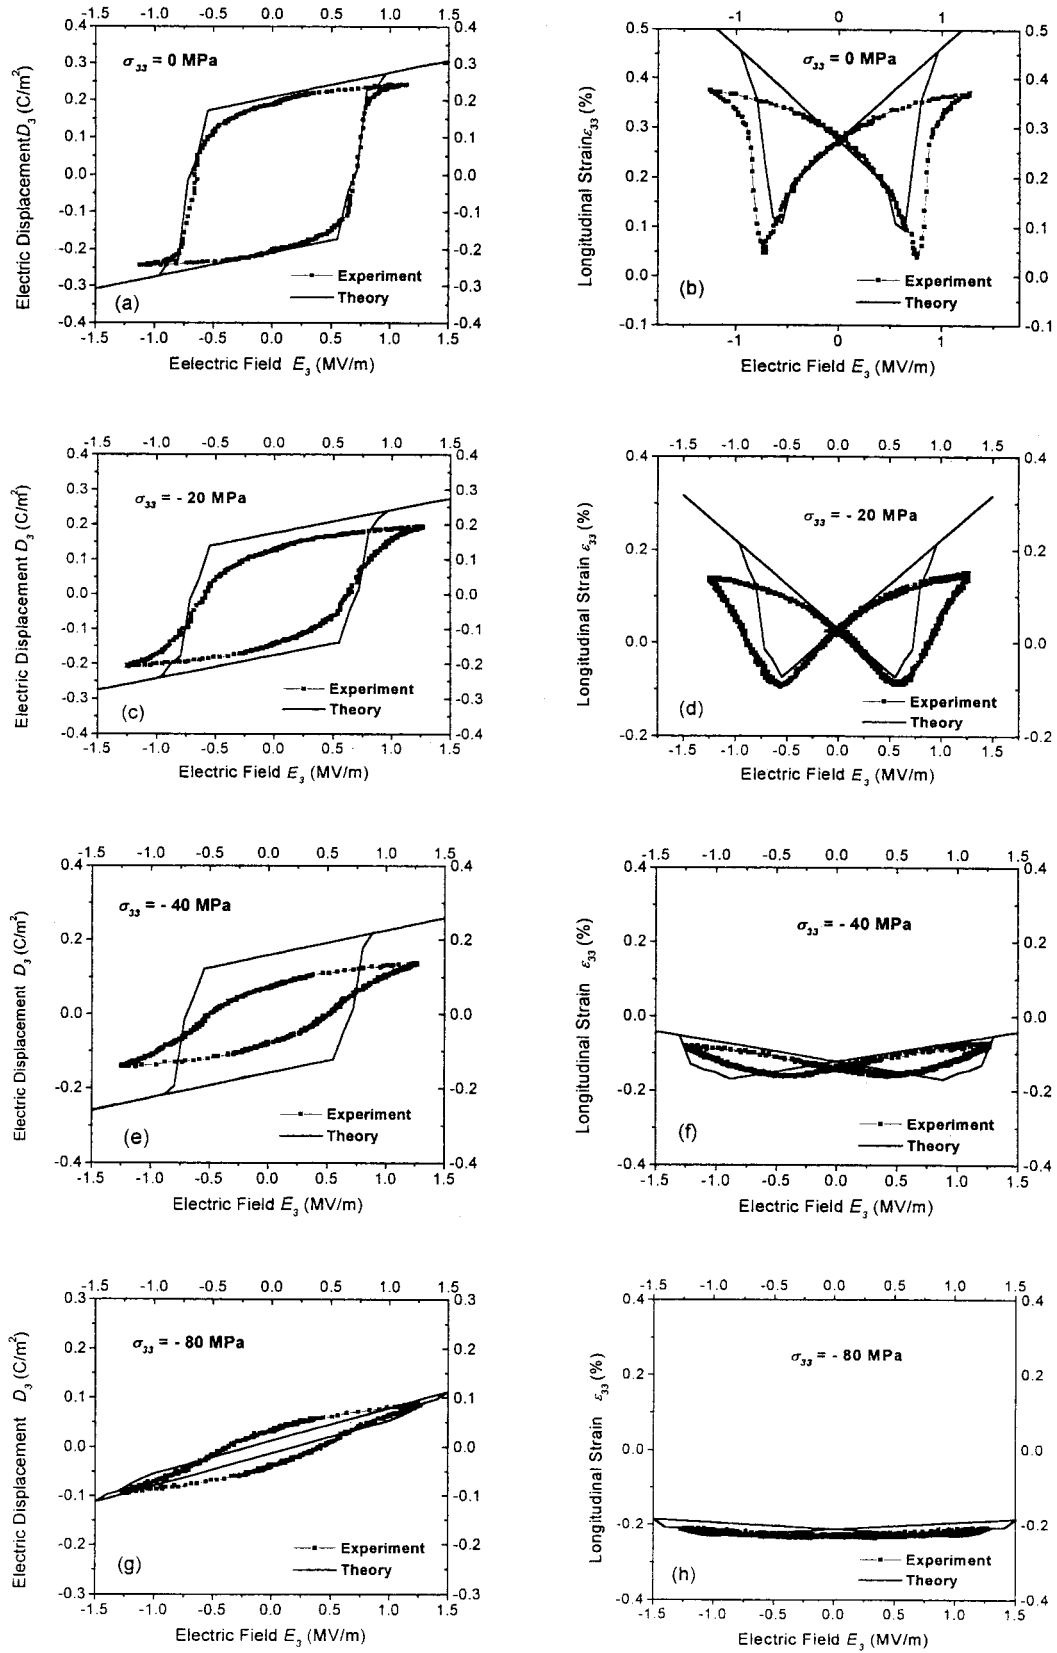 -1.5 -1.0 -0.5 0.0 0.5 1.0 1.5
0.4 0.3 0.2 0.1 0.0 -0.1 -0.2 -0.3 -0.4
0.4 0.3 0.2 0.1 0.0 -0.1 -0.2 -0.3 -0.4
Electric Displacement D3 (C/m²)
σ33 = 0 MPa
Experiment
Theory
(a)
-1.5 -1.0 -0.5 0.0 0.5 1.0 1.5
Eelectric Field E3 (MV/m)
-1 0 1
0.5 0.4 0.3 0.2 0.1 0.0 -0.1
0.5 0.4 0.3 0.2 0.1 0.0 -0.1
Longitudinal Strain ε33 (%)
σ33 = 0 MPa
Experiment
Theory
(b)
-1 0 1
Electric Field E3 (MV/m)
-1.5 -1.0 -0.5 0.0 0.5 1.0 1.5
0.4 0.3 0.2 0.1 0.0 -0.1 -0.2 -0.3 -0.4
0.4 0.3 0.2 0.1 0.0 -0.1 -0.2 -0.3 -0.4
Electric Displacement D3 (C/m²)
σ33 = - 20 MPa
Experiment
Theory
(c)
-1.5 -1.0 -0.5 0.0 0.5 1.0 1.5
Electric Field E3 (MV/m)
-1.5 -1.0 -0.5 0.0 0.5 1.0 1.5
0.4 0.2 0.0 -0.2
0.4 0.2 0.0 -0.2
Longitudinal Strain ε33 (%)
σ33 = - 20 MPa
Experiment
Theory
(d)
-1.5 -1.0 -0.5 0.0 0.5 1.0 1.5
Electric Field E3 (MV/m)
-1.5 -1.0 -0.5 0.0 0.5 1.0 1.5
0.4 0.2 0.0 -0.2 -0.4
0.4 0.2 0.0 -0.2 -0.4
Electric Displacement D3 (C/m²)
σ33 = - 40 MPa
Experiment
Theory
(e)
-1.5 -1.0 -0.5 0.0 0.5 1.0 1.5
Electric Field E3 (MV/m)
-1.5 -1.0 -0.5 0.0 0.5 1.0 1.5
0.4 0.2 0.0 -0.2 -0.4
0.4 0.2 0.0 -0.2 -0.4
Longitudinal Strain ε33 (%)
σ33 = - 40 MPa
Experiment
Theory
(f)
-1.5 -1.0 -0.5 0.0 0.5 1.0 1.5
Electric Field E3 (MV/m)
-1.5 -1.0 -0.5 0.0 0.5 1.0 1.5
0.3 0.2 0.1 0.0 -0.1 -0.2 -0.3
0.3 0.2 0.1 0.0 -0.1 -0.2 -0.3
Electric Displacement D3 (C/m²)
σ33 = - 80 MPa
Experiment
Theory
(g)
-1.5 -1.0 -0.5 0.0 0.5 1.0 1.5
Electric Field E3 (MV/m)
-1.5 -1.0 -0.5 0.0 0.5 1.0 1.5
0.4 0.2 0.0 -0.2 -0.4
0.4 0.2 0.0 -0.2 -0.4
Longitudinal Strain ε33 (%)
σ33 = - 80 MPa
Experiment
Theory
(h)
-1.5 -1.0 -0.5 0.0 0.5 1.0 1.5
Electric Field E3 (MV/m)